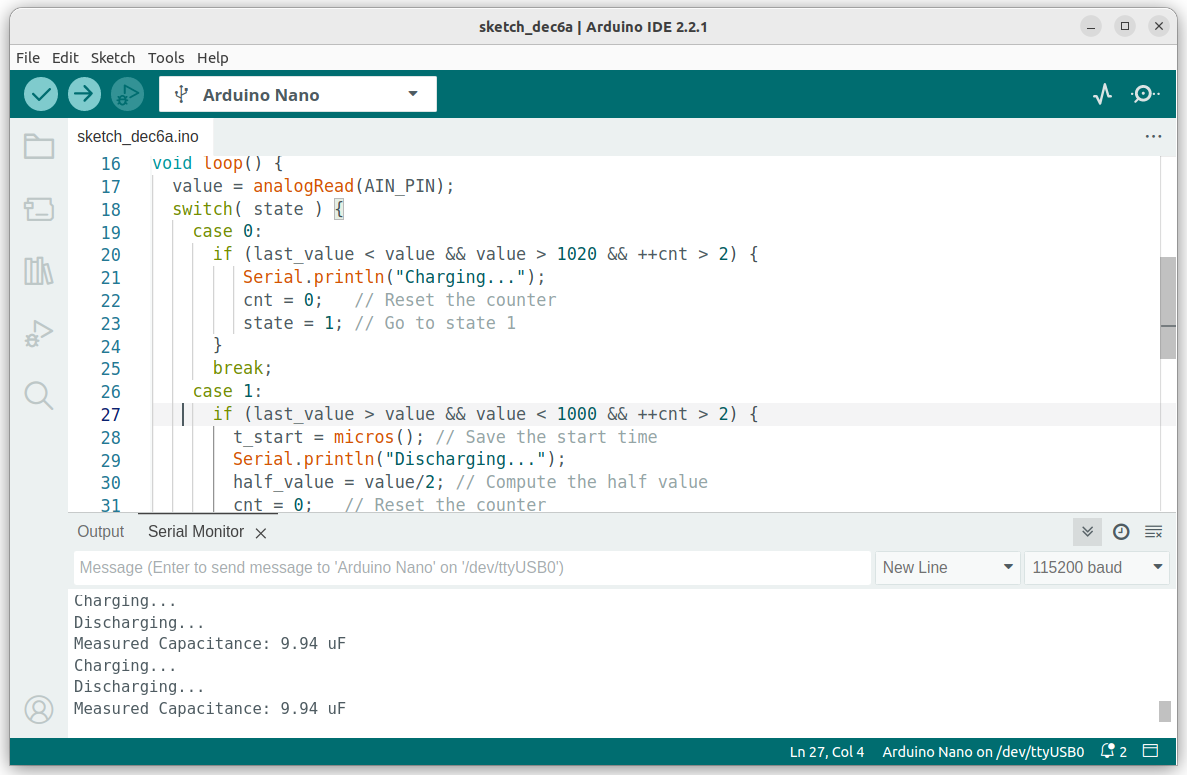 sketch_dec6a | Arduino IDE 2.2.1
File Edit Sketch Tools Help
Arduino Nano
sketch_dec6a.ino
16 void loop() {
17 value = analogRead(AIN_PIN);
18 switch( state ) {
19 case 0:
20 if (last_value < value && value > 1020 && ++cnt > 2) {
21 Serial.println("Charging...");
22 cnt = 0; // Reset the counter
23 state = 1; // Go to state 1
24 }
25 break;
26 case 1:
27 if (last_value > value && value < 1000 && ++cnt > 2) {
28 t_start = micros(); // Save the start time
29 Serial.println("Discharging...");
30 half_value = value/2; // Compute the half value
31 cnt = 0; // Reset the counter
Output Serial Monitor
Message (Enter to send message to 'Arduino Nano' on '/dev/ttyUSB0') New Line 115200 baud
Charging...
Discharging...
Measured Capacitance: 9.94 uF
Charging...
Discharging...
Measured Capacitance: 9.94 uF
Ln 27, Col 4 Arduino Nano on /dev/ttyUSB0 2